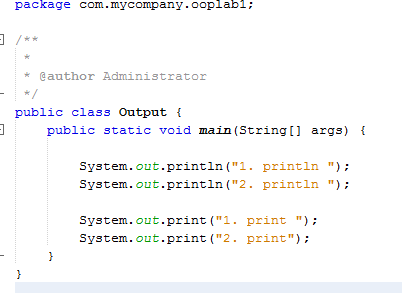 package com.mycompany.ooplab1;
/**
 *
 * @author Administrator
 */
public class Output {
    public static void main(String[] args) {
        System.out.println("1. println ");
        System.out.println("2. println ");
        System.out.print("1. print ");
        System.out.print("2. print");
    }
}